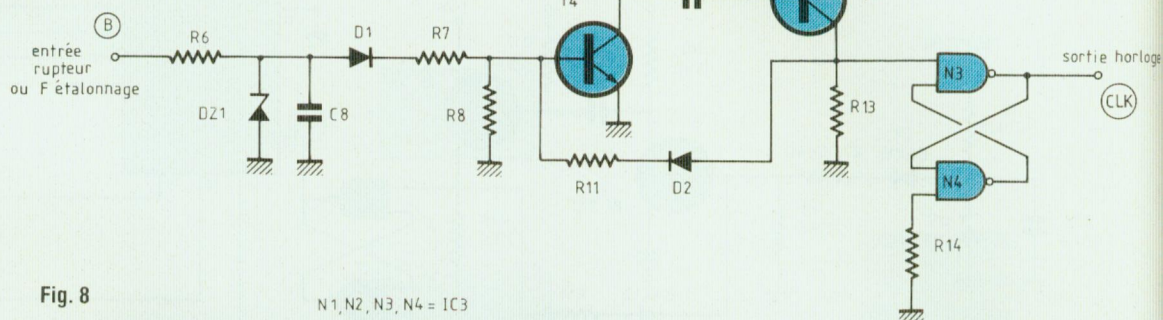 B
entrée
rupteur
ou F étalonnage
R6
DZ1
C8
D1
R7
R8
T4
R11
D2
R13
N3
N4
R14
sortie horloge
CLK
Fig. 8
N1, N2, N3, N4 = IC3